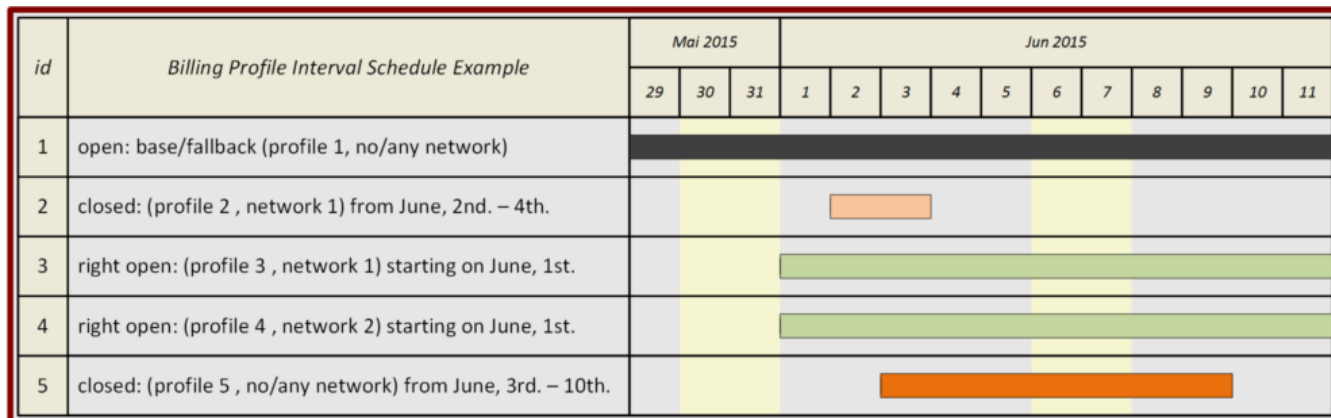 id Billing Profile Interval Schedule Example Mai 2015 Jun 2015
29 30 31 1 2 3 4 5 6 7 8 9 10 11
1 open: base/fallback (profile 1, no/any network)
2 closed: (profile 2 , network 1) from June, 2nd. – 4th.
3 right open: (profile 3 , network 1) starting on June, 1st.
4 right open: (profile 4 , network 2) starting on June, 1st.
5 closed: (profile 5 , no/any network) from June, 3rd. – 10th.